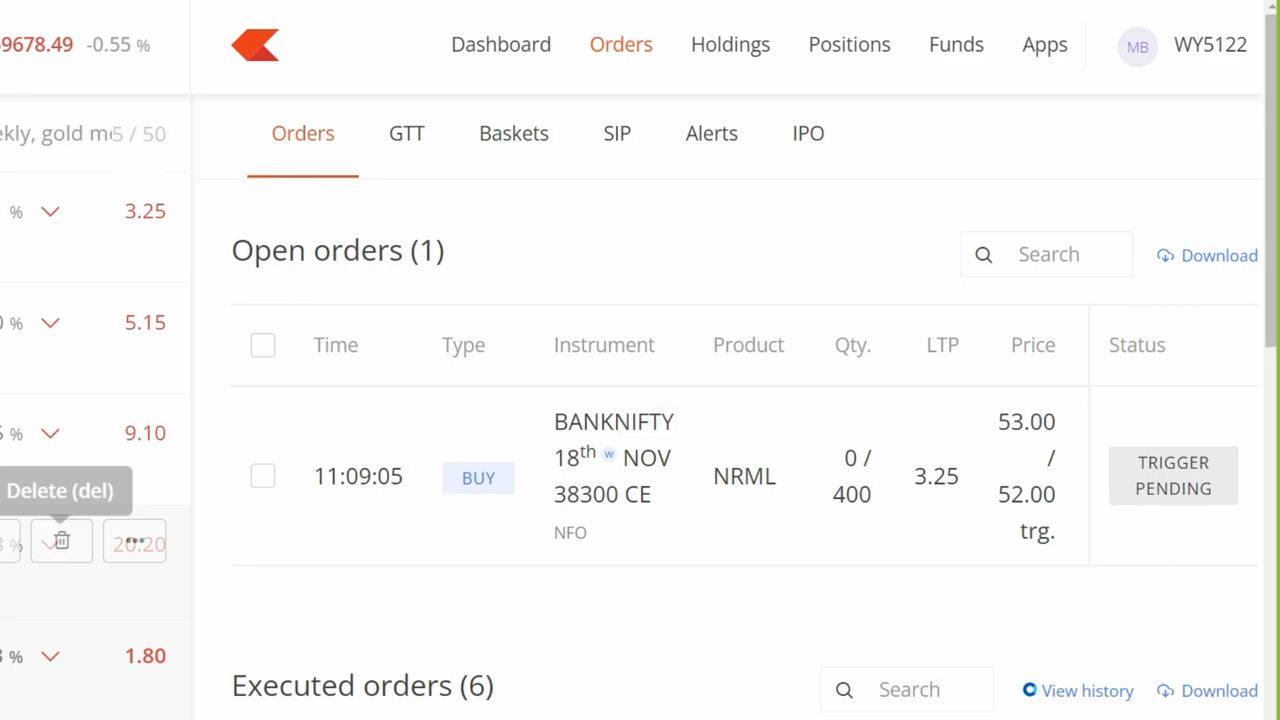 9678.49 -0.55 %
Dashboard Orders Holdings Positions Funds Apps MB WY5122
ekly, gold m 5 / 50
Orders GTT Baskets SIP Alerts IPO
% 3.25
Open orders (1) Search Download
% 5.15
Time Type Instrument Product Qty. LTP Price Status
% 9.10
Delete (del)
% 20.20
11:09:05 BUY BANKNIFTY 18th w NOV 38300 CE NFO NRML 0 / 400 3.25 53.00 / 52.00 trg. TRIGGER PENDING
% 1.80
Executed orders (6) Search View history Download